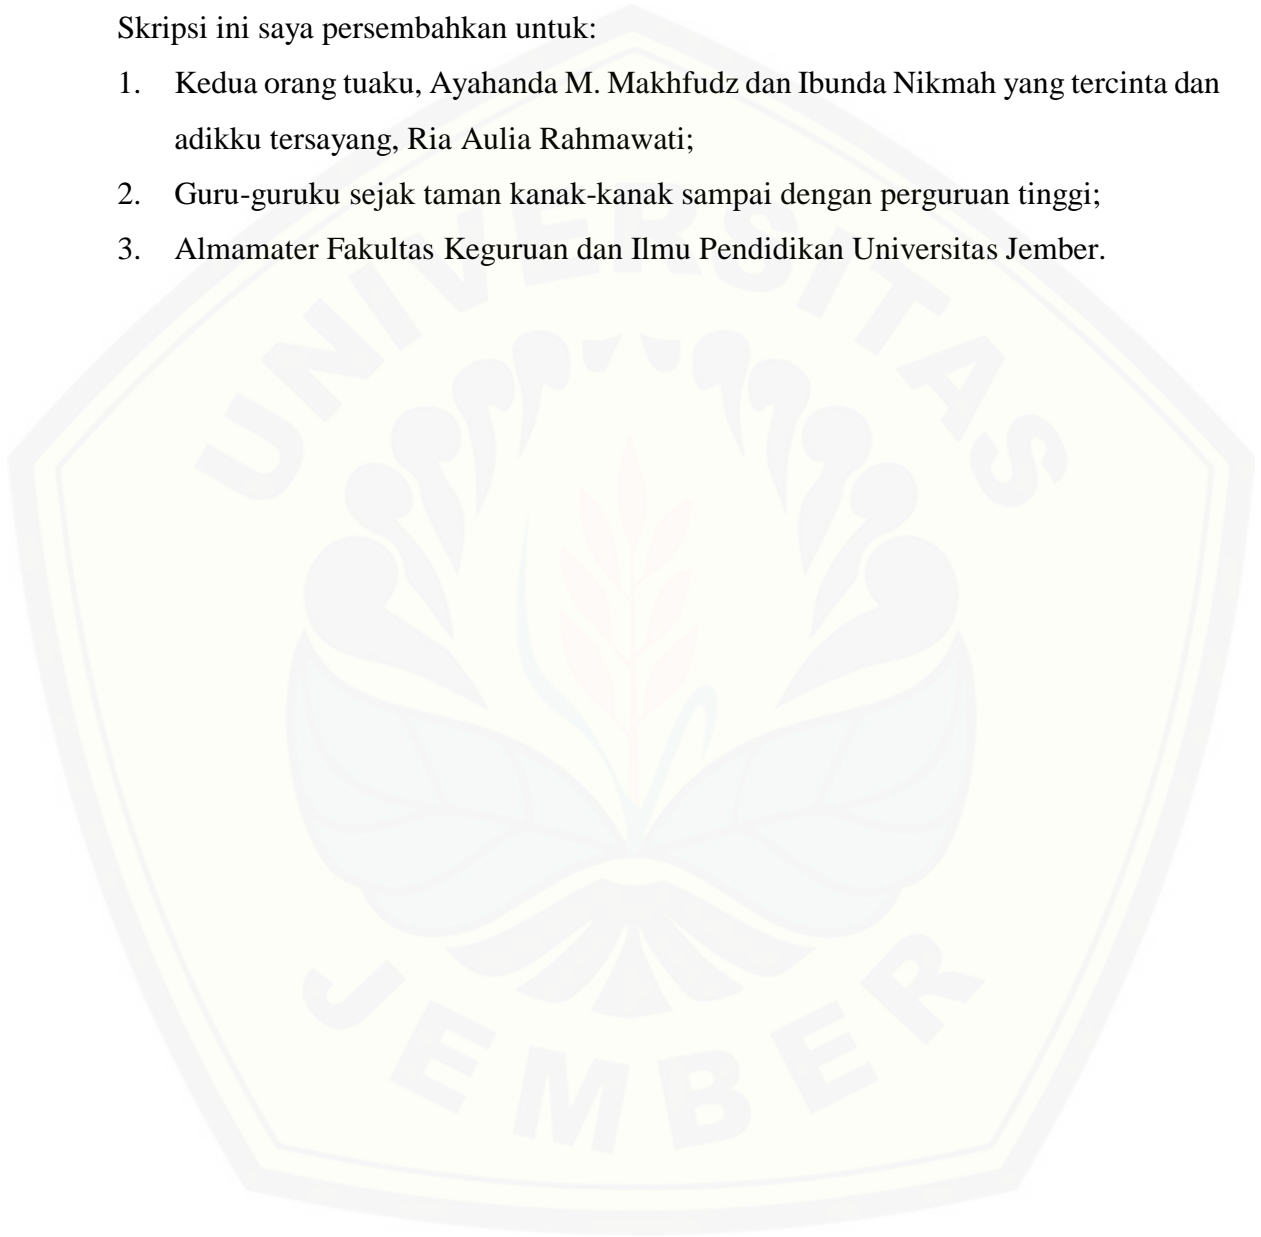 Skripsi ini saya persembahkan untuk:
1. Kedua orang tuaku, Ayahanda M. Makhfudz dan Ibunda Nikmah yang tercinta dan
adikku tersayang, Ria Aulia Rahmawati;
2. Guru-guruku sejak taman kanak-kanak sampai dengan perguruan tinggi;
3. Almamater Fakultas Keguruan dan Ilmu Pendidikan Universitas Jember.
UNIVERSITAS
JEMBER